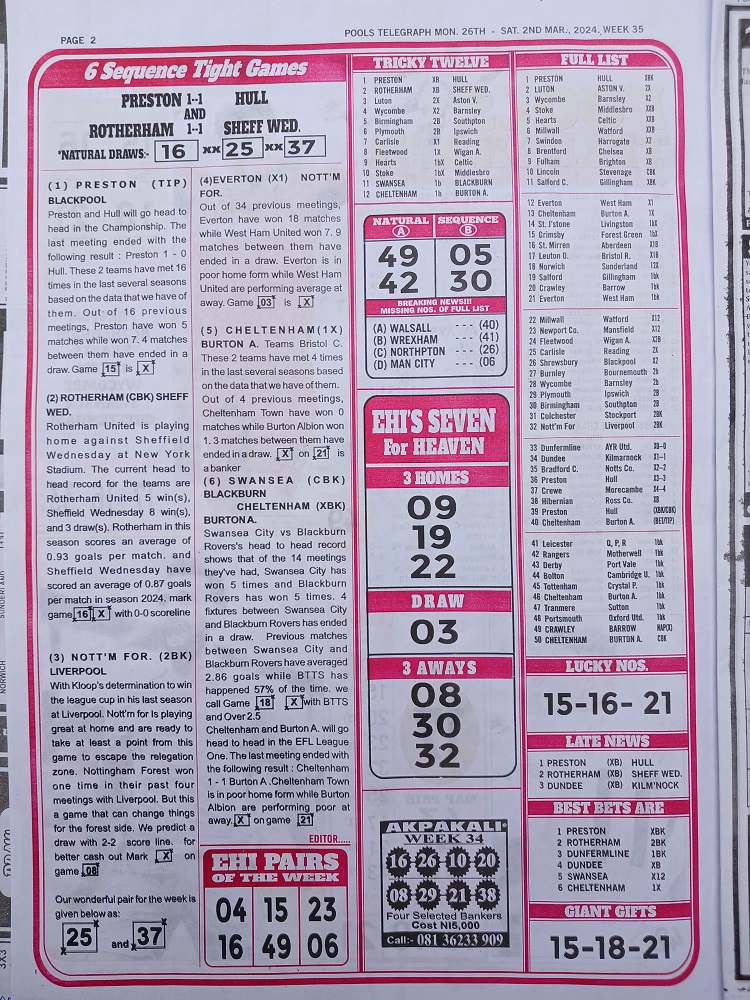 PAGE 2
POOLS TELEGRAPH MON. 26TH - SAT. 2ND MAR., 2024, WEEK 35
6 Sequence Tight Games
PRESTON 1--1 HULL
AND
ROTHERHAM 1--1 SHEFF WED.
*NATURAL DRAWS:- 16 xx 25 xx 37
(1) PRESTON (TIP)
BLACKPOOL
Preston and Hull will go head to
head in the Championship. The
last meeting ended with the
following result : Preston 1 - 0
Hull. These 2 teams have met 16
times in the last several seasons
based on the data that we have of
them. Out of 16 previous
meetings, Preston have won 5
matches while won 7. 4 matches
between them have ended in a
draw. Game 15 is X
(2) ROTHERHAM (CBK) SHEFF
WED.
Rotherham United is playing
home against Sheffield
Wednesday at New York
Stadium. The current head to
head record for the teams are
Rotherham United 5 win(s),
Sheffield Wednesday 8 win(s),
and 3 draw(s). Rotherham in this
season scores an average of
0.93 goals per match. and
Sheffield Wednesday have
scored an average of 0.87 goals
per match in season 2024. mark
game 16 X with 0-0 scoreline
(3) NOTT'M FOR. (2BK)
LIVERPOOL
With Kloop's determination to win
the league cup in his last season
at Liverpool. Nott'm for Is playing
great at home and are ready to
take at least a point from this
game to escape the relegation
zone. Nottingham Forest won
one time in their past four
meetings with Liverpool. But this
a game that can change things
for the forest side. We predict a
draw with 2-2 score line. for
better cash out Mark X on
game 08
Our wonderful pair for the week is
given below as:
25 and 37
(4)EVERTON (X1) NOTT'M
FOR.
Out of 34 previous meetings,
Everton have won 18 matches
while West Ham United won 7. 9
matches between them have
ended in a draw. Everton is in
poor home form while West Ham
United are performing average at
away. Game 03 is X
(5) CHELTENHAM(1X)
BURTON A. Teams Bristol C.
These 2 teams have met 4 times
in the last several seasons based
on the data that we have of them.
Out of 4 previous meetings,
Cheltenham Town have won 0
matches while Burton Albion won
1. 3 matches between them have
ended in a draw. X on 21 is
a banker
(6) SWANSEA (CBK)
BLACKBURN
CHELTENHAM (XBK)
BURTON A.
Swansea City vs Blackburn
Rovers's head to head record
shows that of the 14 meetings
they've had, Swansea City has
won 5 times and Blackburn
Rovers has won 5 times. 4
fixtures between Swansea City
and Blackburn Rovers has ended
in a draw. Previous matches
between Swansea City and
Blackburn Rovers have averaged
2.86 goals while BTTS has
happened 57% of the time. we
call Game 18 X with BTTS
and Over 2.5
Cheltenham and Burton A. will go
head to head in the EFL League
One. The last meeting ended with
the following result : Cheltenham
1 - 1 Burton A .Cheltenham Town
is in poor home form while Burton
Albion are performing poor at
away. X on game 21
EDITOR.....
EHI PAIRS
OF THE WEEK
04 15 23
16 49 06
TRICKY TWELVE
1 PRESTON XB HULL
2 ROTHERHAM XB SHEFF WED.
3 Luton 2X Aston V.
4 Wycombe X2 Barnsley
5 Birmingham 2B Southpton
6 Plymouth 2B Ipswich
7 Carlisle X1 Reading
8 Fleetwood 1X Wigan A.
9 Hearts 1bX Celtic
10 Stoke 1bX Middlesbro
11 SWANSEA 1b BLACKBURN
12 CHELTENHAM 1b BURTON A.
NATURAL SEQUENCE
A B
49 05
42 30
BREAKING NEWS!!!
MISSING NOS. OF FULL LIST
(A) WALSALL - - - (40)
(B) WREXHAM - - - (41)
(C) NORTHPTON - - - (26)
(D) MAN CITY - - - (06
EHI'S SEVEN
For HEAVEN
3 HOMES
09
19
22
DRAW
03
3 AWAYS
08
30
32
AKPAKALI
WEEK 34
16 26 10 20
08 29 21 38
Four Selected Bankers
Cost N15,000
Call:- 081 36233 909
FULL LIST
1 PRESTON HULL XBK
2 LUTON ASTON V. 2X
3 Wycombe Barnsley X2
4 Stoke Middlesbro XXB
5 Hearts Celtic XXB
6 Millwall Watford XXB
7 Swindon Harrogate X2
8 Brentford Chelsea XB
9 Fulham Brighton XB
10 Lincoln Stevenage CBK
11 Salford C. Gillingham XBK
12 Everton West Ham X1
13 Cheltenham Burton A. 1X
14 St. J'stone Livingston 1bX
15 Grimsby Forest Green 1bX
16 St. Mirren Aberdeen X1B
17 Leuton O. Bristol R. X1B
18 Norwich Sunderland 12X
19 Salford Gillingham 1bk
20 Crawley Barrow 1bk
21 Everton West Ham 1bk
22 Millwall Watford X12
23 Newport Co. Mansfield X12
24 Fleetwood Wigan A. X2B
25 Carlisle Reading 2X
26 Shrewsbury Blackpool X2
27 Burnley Bournemouth 2b
28 Wycombe Barnsley 2b
29 Plymouth Ipswich 2B
30 Birmingham Southpton 2B
31 Colchester Stockport 2BK
32 Nott'm For Liverpool 2BK
33 Dunfermline AYR Utd. X0-0
34 Dundee Kilmarnock X1-1
35 Bradford C. Notts Co. X2-2
36 Preston Hull X3-3
37 Crewe Morecambe X4-4
38 Hibernian Ross Co. XB
39 Preston Hull (XBK/CBK)
40 Cheltenham Burton A. (BET/TIP)
41 Leicester Q, P, R 1bk
42 Rangers Motherwell 1bk
43 Derby Port Vale 1bk
44 Bolton Cambridge U. 1bk
45 Tottenham Crystal P. 1bk
46 Cheltenham Burton A. 1bk
47 Tranmere Sutton 1bk
48 Portsmouth Oxford Utd. 1bk
49 CRAWLEY BARROW NAP(X)
50 CHELTENHAM BURTON A. CBK
LUCKY NOS.
15-16- 21
LATE NEWS
1 PRESTON (XB) HULL
2 ROTHERHAM (XB) SHEFF WED.
3 DUNDEE (XB) KILM'NOCK
BEST BETS ARE
1 PRESTON XBK
2 ROTHERHAM 2BK
3 DUNFERMLINE 1BK
4 DUNDEE XB
5 SWANSEA X12
6 CHELTENHAM 1X
GIANT GIFTS
15-18-21